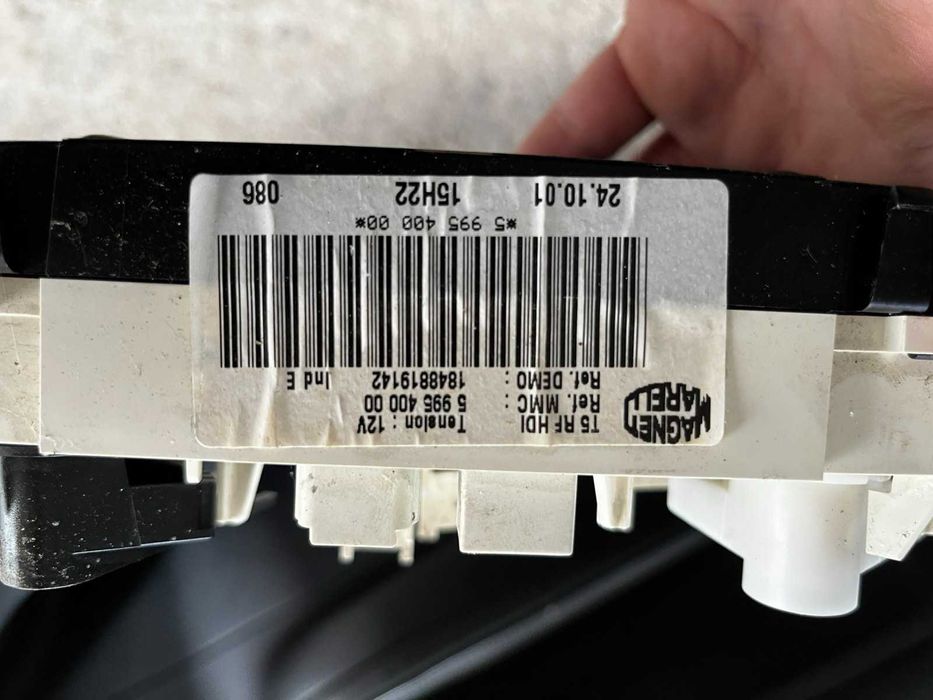 MAGNETI
MARELLI
T5 RF HDI Tension : 12V
Ref. MMC : 5 995 400 00
Ref. DEMO : 1848819142 Ind E
*5 995 400 00*
24.10.01 15H22 086